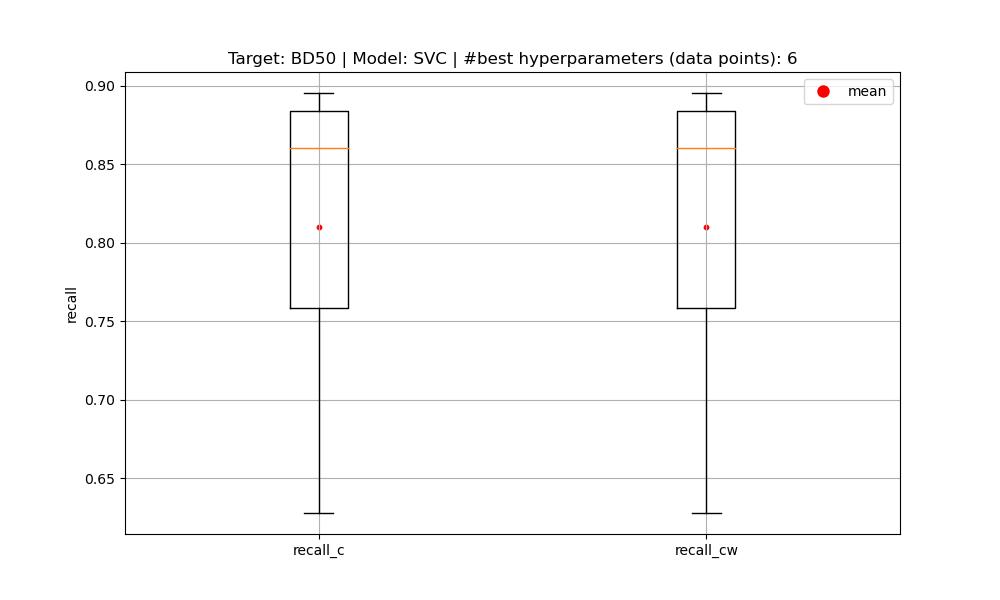 Target: BD50 | Model: SVC | #best hyperparameters (data points): 6
mean
0.90
0.85
0.80
0.75
0.70
0.65
recall
recall_c
recall_cw